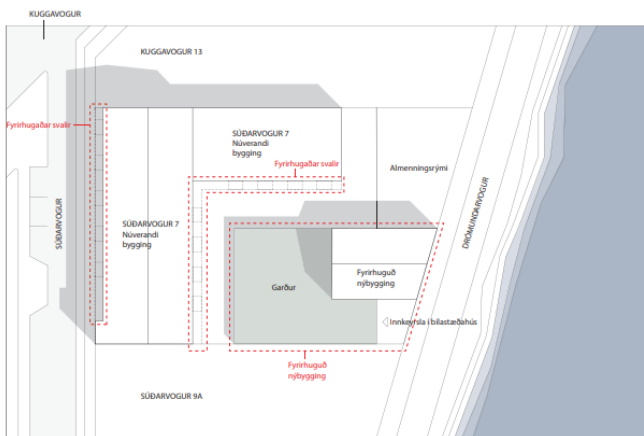 KUGGAVOGUR
KUGGAVOGUR 13
Fyrirhugaðar svalir
SÚÐARVOGUR 7
Núverandi
bygging
Fyrirhugaðar svalir
Almenningsrými
SÚÐARVOGUR
SÚÐARVOGUR 7
Núverandi
bygging
DRÓMUNDARVOGUR
Garður
Fyrirhuguð
nýbygging
Innkeyrsla í bílastæðahús
Fyrirhuguð
nýbygging
SÚÐARVOGUR 9A